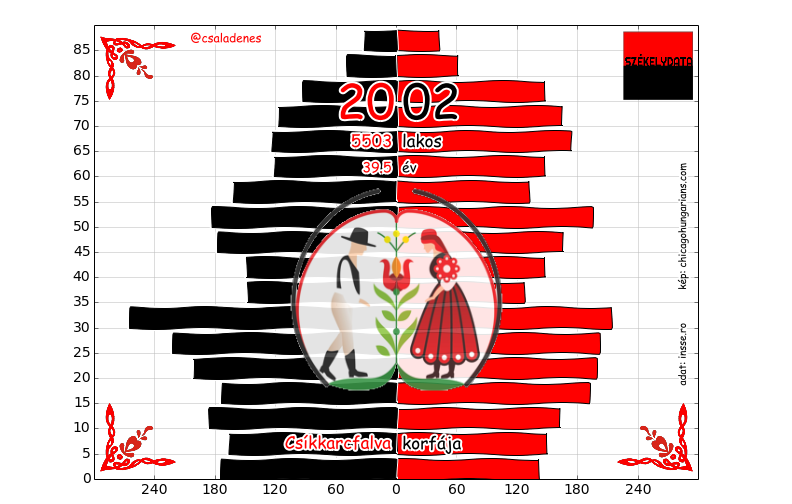 @csaladenes
SZÉKELYDATA
2002
5503 lakos
39.5 év
kép: chicagohungarians.com
adat: insse.ro
Csíkkarcfalva korfája
85
80
75
70
65
60
55
50
45
40
35
30
25
20
15
10
5
0
240 180 120 60 0 60 120 180 240